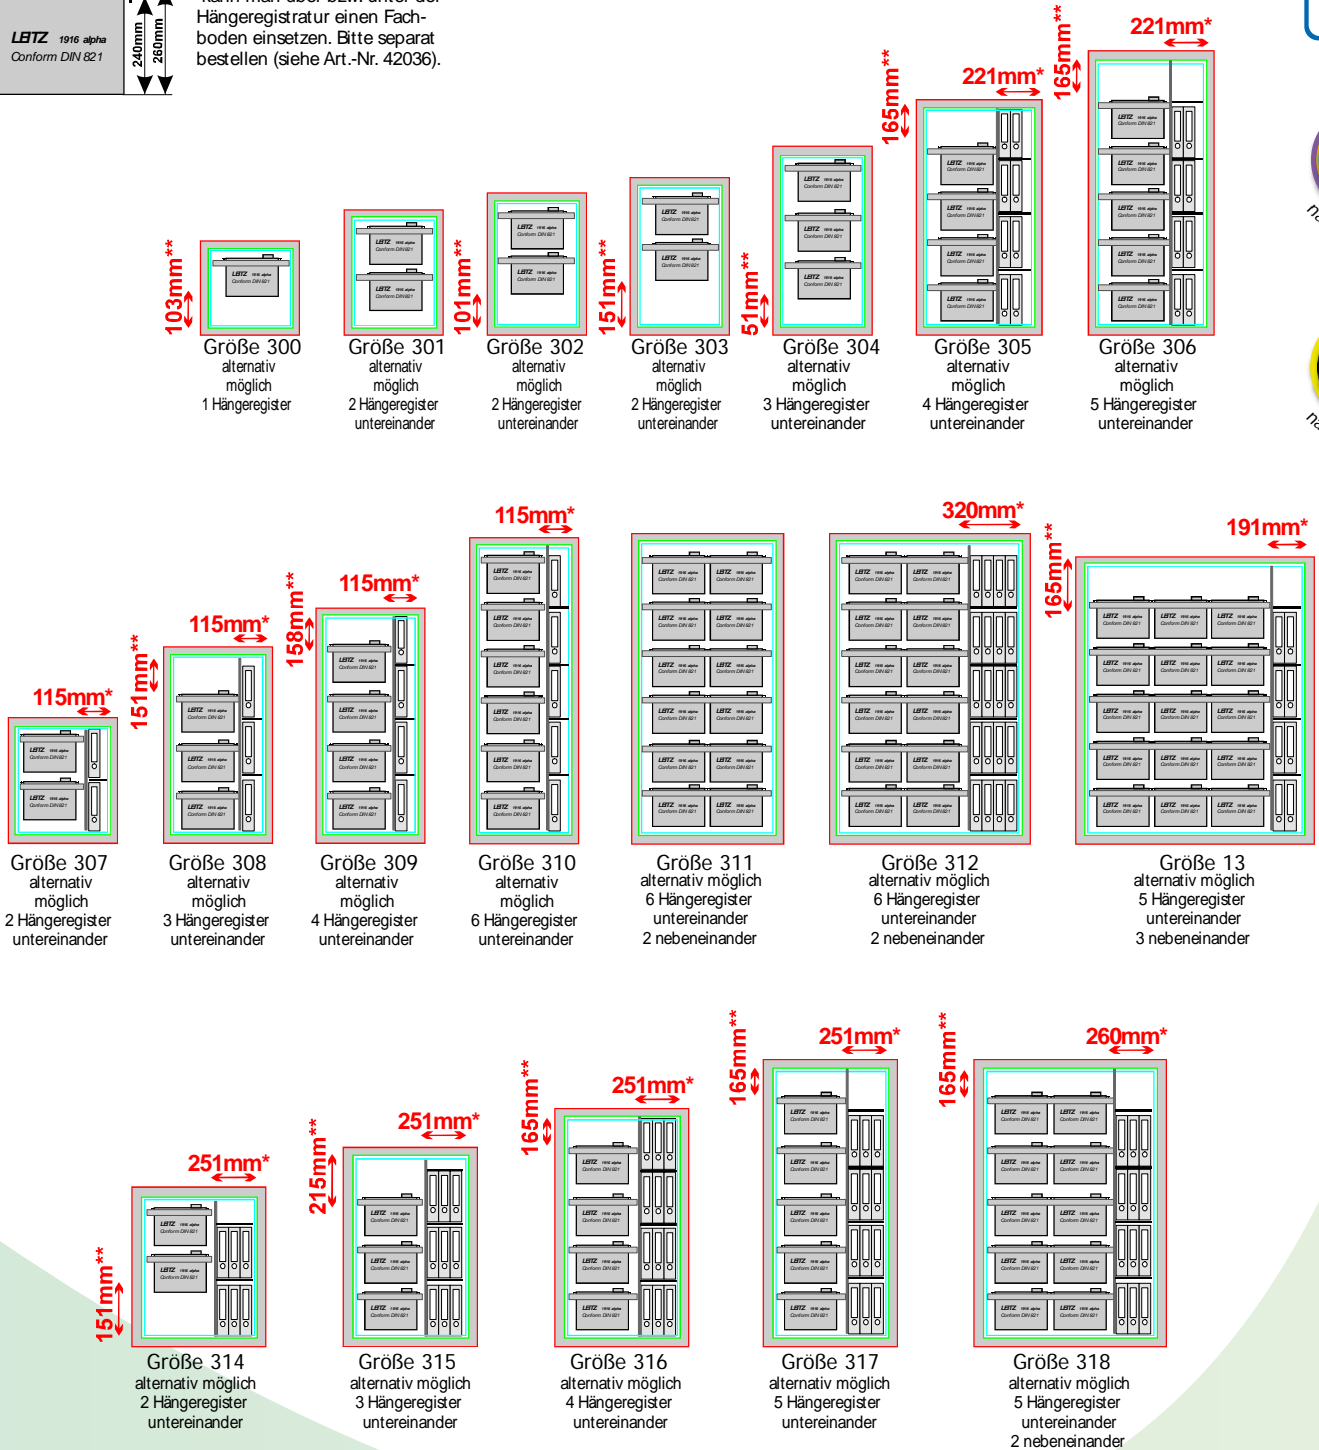 LEITZ 1916 alpha
Conform DIN 821
240mm
260mm
kann man über bzw. unter der
Hängeregistratur einen Fach-
boden einsetzen. Bitte separat
bestellen (siehe Art.-Nr. 42036).
103mm**
Größe 300
alternativ
möglich
1 Hängeregister
Größe 301
alternativ
möglich
2 Hängeregister
untereinander
101mm**
Größe 302
alternativ
möglich
2 Hängeregister
untereinander
151mm**
Größe 303
alternativ
möglich
2 Hängeregister
untereinander
51mm**
Größe 304
alternativ
möglich
3 Hängeregister
untereinander
165mm**
221mm*
Größe 305
alternativ
möglich
4 Hängeregister
untereinander
165mm**
221mm*
Größe 306
alternativ
möglich
5 Hängeregister
untereinander
115mm*
Größe 307
alternativ
möglich
2 Hängeregister
untereinander
151mm**
115mm*
Größe 308
alternativ
möglich
3 Hängeregister
untereinander
158mm**
115mm*
Größe 309
alternativ
möglich
4 Hängeregister
untereinander
115mm*
Größe 310
alternativ
möglich
6 Hängeregister
untereinander
Größe 311
alternativ möglich
6 Hängeregister
untereinander
2 nebeneinander
320mm*
Größe 312
alternativ möglich
6 Hängeregister
untereinander
2 nebeneinander
165mm**
191mm*
Größe 13
alternativ möglich
5 Hängeregister
untereinander
3 nebeneinander
151mm**
251mm*
Größe 314
alternativ möglich
2 Hängeregister
untereinander
215mm**
251mm*
Größe 315
alternativ möglich
3 Hängeregister
untereinander
165mm**
251mm*
Größe 316
alternativ möglich
4 Hängeregister
untereinander
165mm**
251mm*
Größe 317
alternativ möglich
5 Hängeregister
untereinander
165mm**
260mm*
Größe 318
alternativ möglich
5 Hängeregister
untereinander
2 nebeneinander